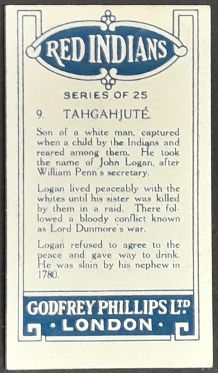 RED INDIANS
SERIES OF 25
9. TAHGAHJUTÉ.
Son of a white man, captured
when a child by the Indians and
reared among them. He took
the name of John Logan, after
William Penn's secretary.
Logan lived peaceably with the
whites until his sister was killed
by them in a raid. There fol-
lowed a bloody conflict known
as Lord Dunmore's war.
Logan refused to agree to the
peace and gave way to drink.
He was slain by his nephew in
1780.
GODFREY PHILLIPS LTD
• LONDON •